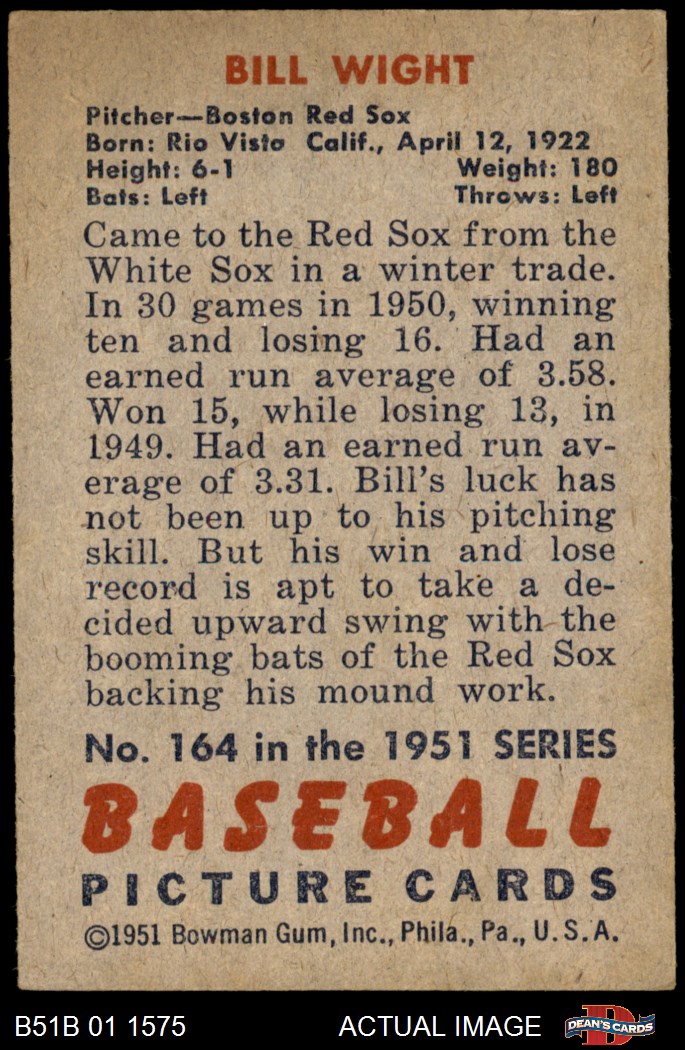 BILL WIGHT
Pitcher—Boston Red Sox
Born: Rio Vista Calif., April 12, 1922
Height: 6-1 Weight: 180
Bats: Left Throws: Left
Came to the Red Sox from the
White Sox in a winter trade.
In 30 games in 1950, winning
ten and losing 16. Had an
earned run average of 3.58.
Won 15, while losing 13, in
1949. Had an earned run av-
erage of 3.31. Bill's luck has
not been up to his pitching
skill. But his win and lose
record is apt to take a de-
cided upward swing with the
booming bats of the Red Sox
backing his mound work.
No. 164 in the 1951 SERIES
BASEBALL
PICTURE CARDS
©1951 Bowman Gum, Inc., Phila., Pa., U.S.A.
B51B 01 1575 ACTUAL IMAGE D DEAN'S CARDS